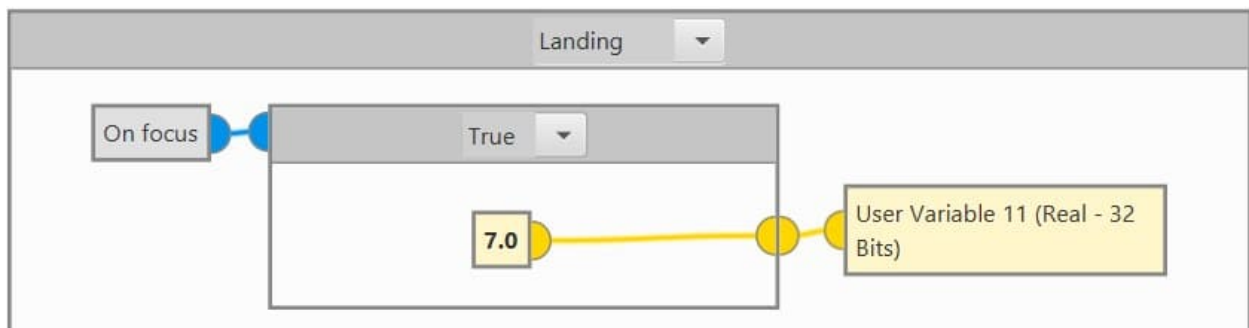 Landing
On focus
True
7.0
User Variable 11 (Real - 32
Bits)